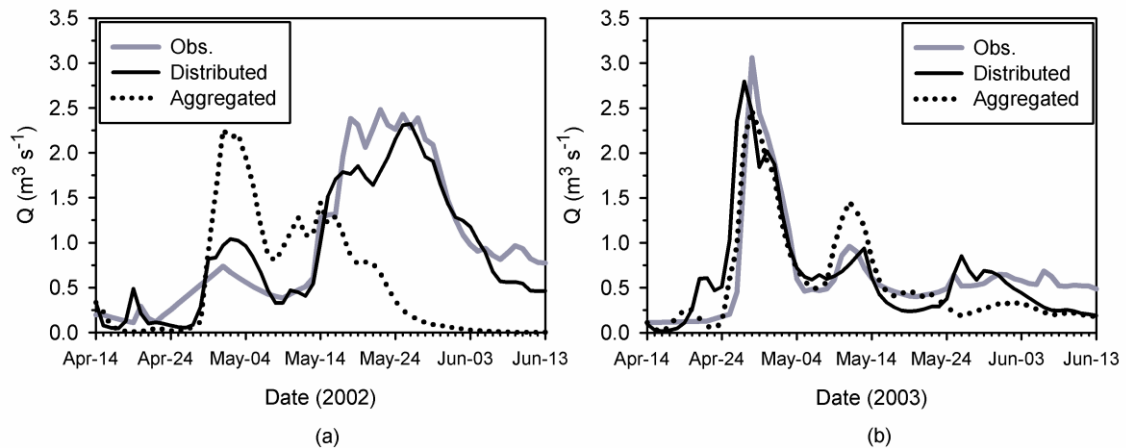 3.5
3.0
2.5
2.0
1.5
1.0
0.5
0.0
Q (m³ s⁻¹)
Obs.
Distributed
Aggregated
Apr-14
Apr-24
May-04
May-14
May-24
Jun-03
Jun-13
Date (2002)
(a)
3.5
3.0
2.5
2.0
1.5
1.0
0.5
0.0
Q (m³ s⁻¹)
Obs.
Distributed
Aggregated
Apr-14
Apr-24
May-04
May-14
May-24
Jun-03
Jun-13
Date (2003)
(b)